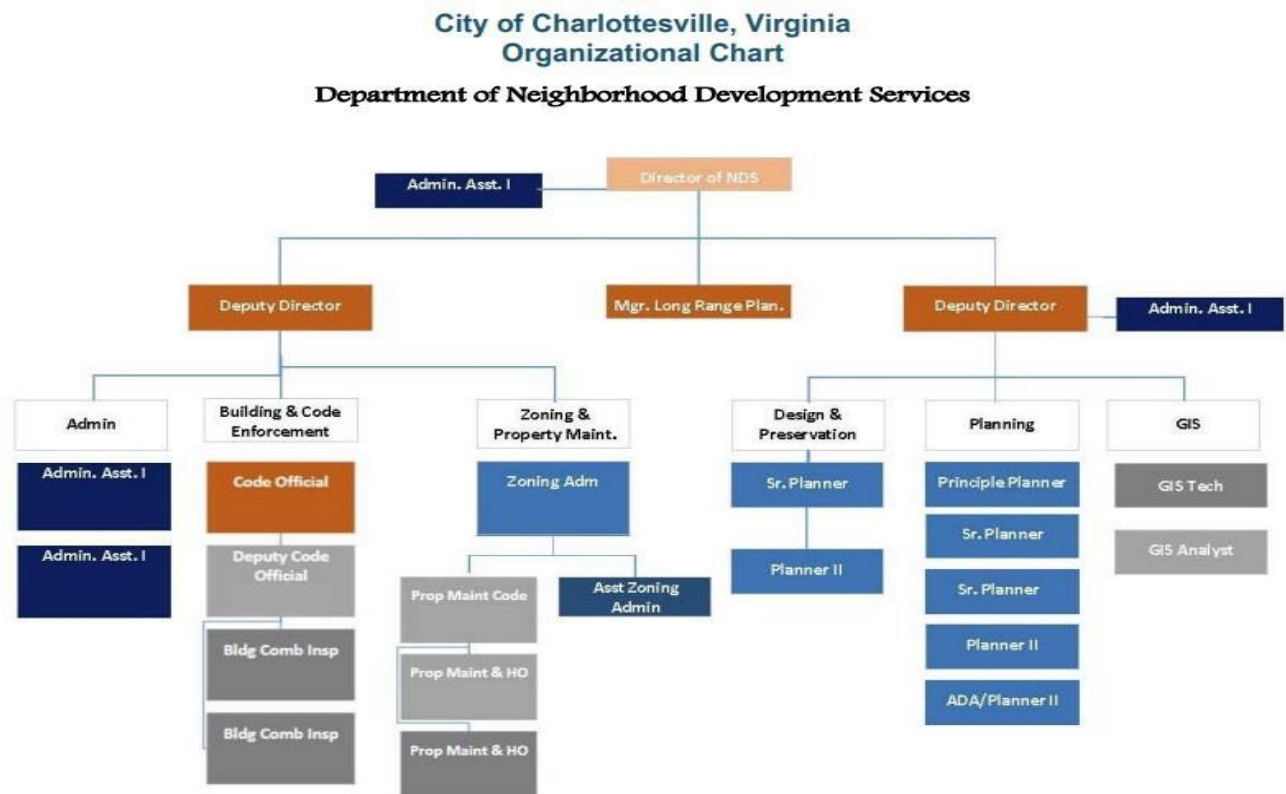 City of Charlottesville, Virginia
Organizational Chart
Department of Neighborhood Development Services
Director of NDS
Admin. Asst. I
Deputy Director
Mgr. Long Range Plan.
Deputy Director
Admin. Asst. I
Admin
Building & Code
Enforcement
Zoning &
Property Maint.
Design &
Preservation
Planning
GIS
Admin. Asst. I
Admin. Asst. I
Code Official
Deputy Code
Official
Bldg Comb Insp
Bldg Comb Insp
Zoning Adm
Prop Maint Code
Asst Zoning
Admin
Prop Maint & HO
Prop Maint & HO
Sr. Planner
Planner II
Principle Planner
Sr. Planner
Sr. Planner
Planner II
ADA/Planner II
GIS Tech
GIS Analyst